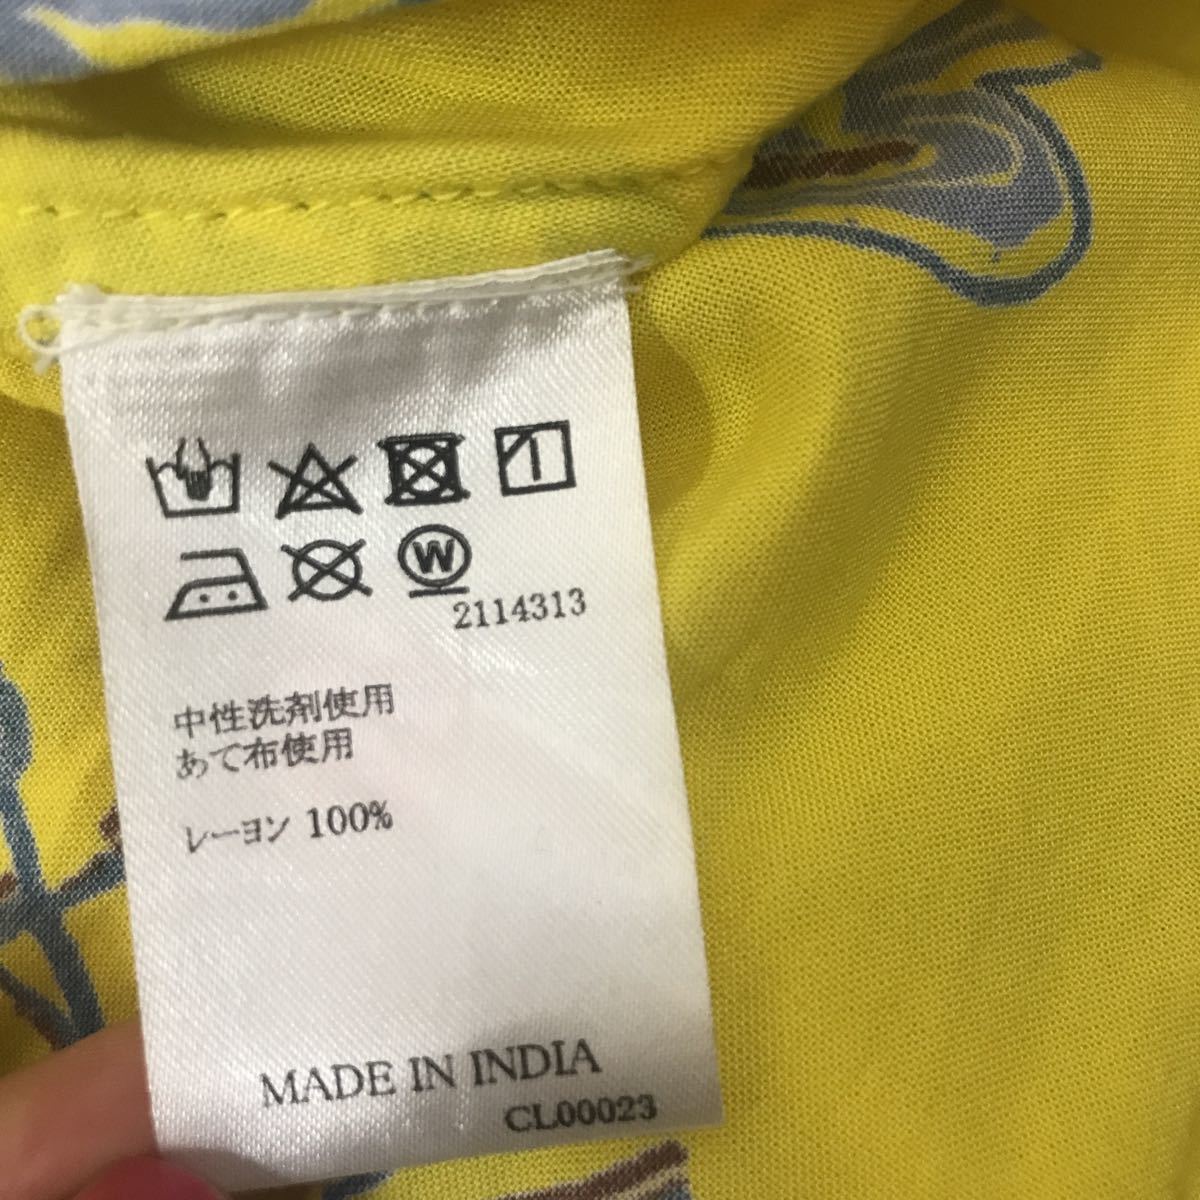 W
2114313
中性洗剤使用
あて布使用
レーヨン 100%
MADE IN INDIA
CL00023